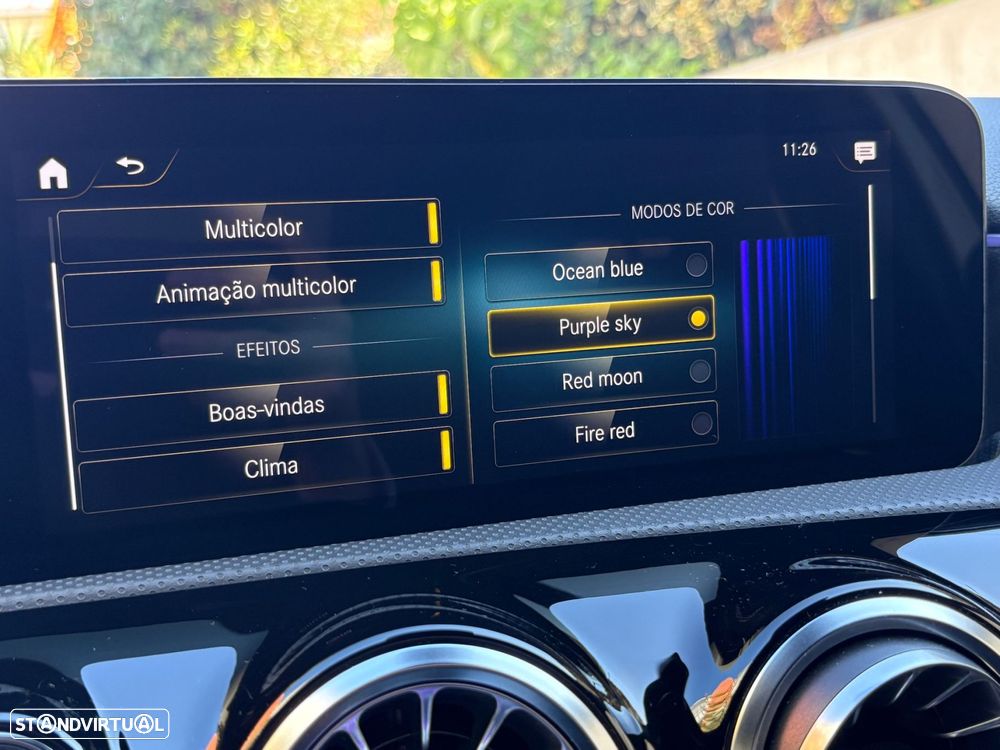 11:26
Multicolor
Animação multicolor
EFEITOS
Boas-vindas
Clima
MODOS DE COR
Ocean blue
Purple sky
Red moon
Fire red
STANDVIRTUAL